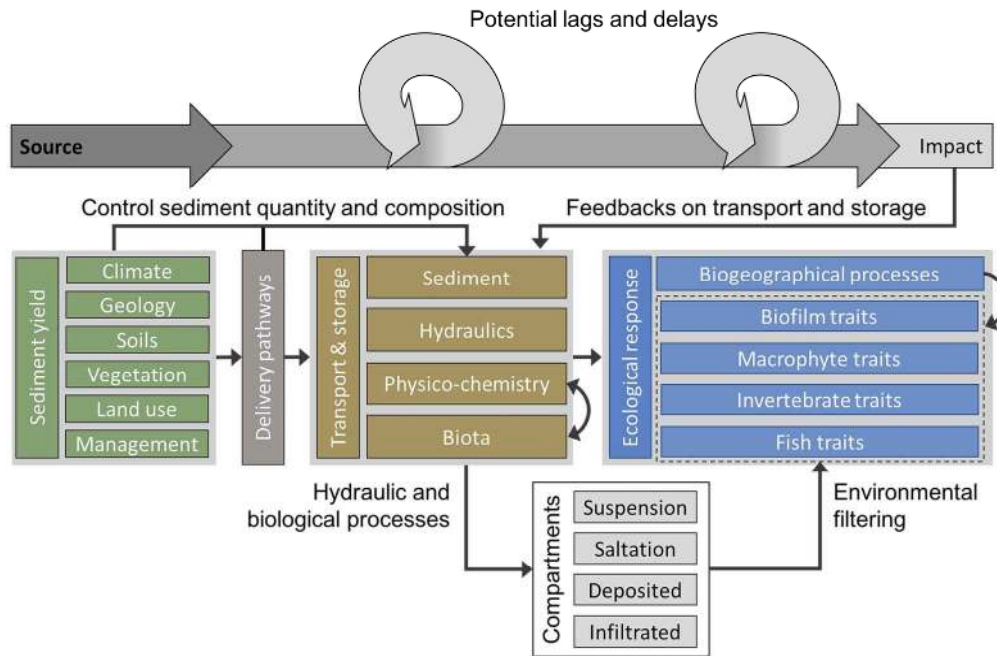 Potential lags and delays
Source
Impact
Control sediment quantity and composition
Feedbacks on transport and storage
Sediment yield
Climate
Geology
Soils
Vegetation
Land use
Management
Delivery pathways
Transport & storage
Sediment
Hydraulics
Physico-chemistry
Biota
Ecological response
Biogeographical processes
Biofilm traits
Macrophyte traits
Invertebrate traits
Fish traits
Hydraulic and
biological processes
Compartments
Suspension
Saltation
Deposited
Infiltrated
Environmental
filtering